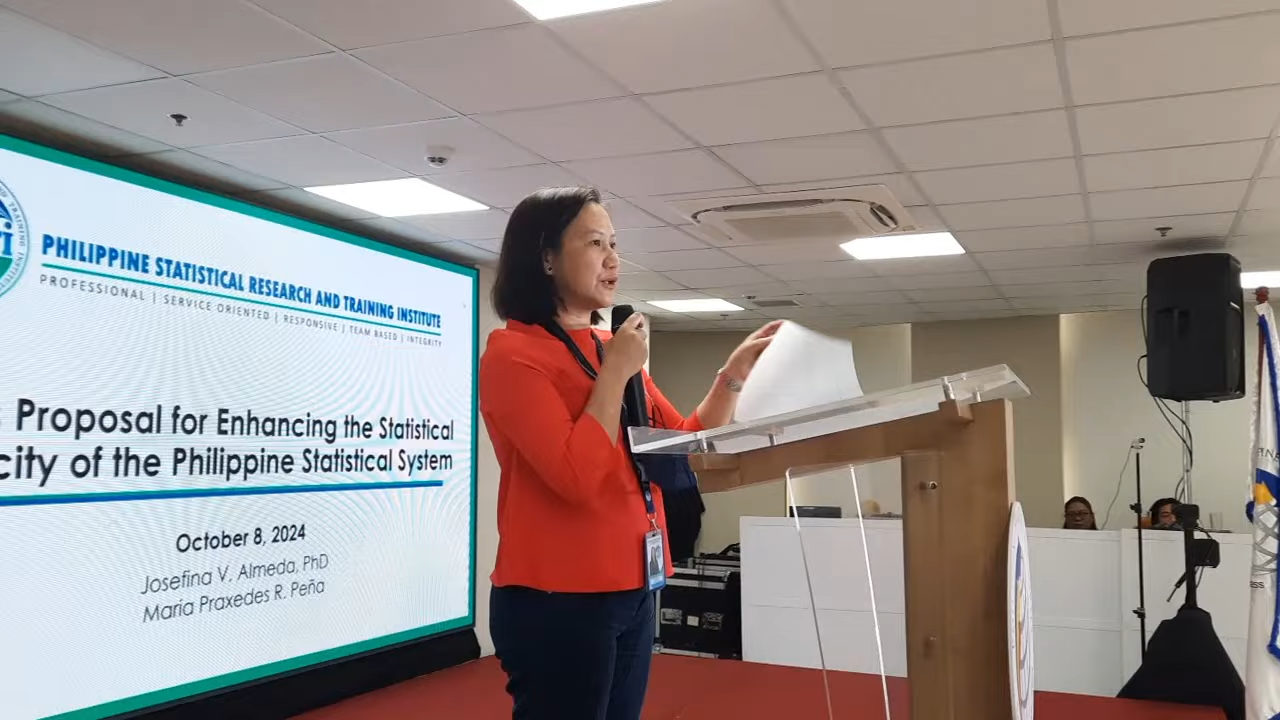 PHILIPPINE STATISTICAL RESEARCH AND TRAINING INSTITUTE
PROFESSIONAL | SERVICE ORIENTED | RESPONSIVE | TEAM BASED | INTEGRITY
Proposal for Enhancing the Statistical
city of the Philippine Statistical System
October 8, 2024
Josefina V. Almeda, PhD
Maria Praxedes R. Peña